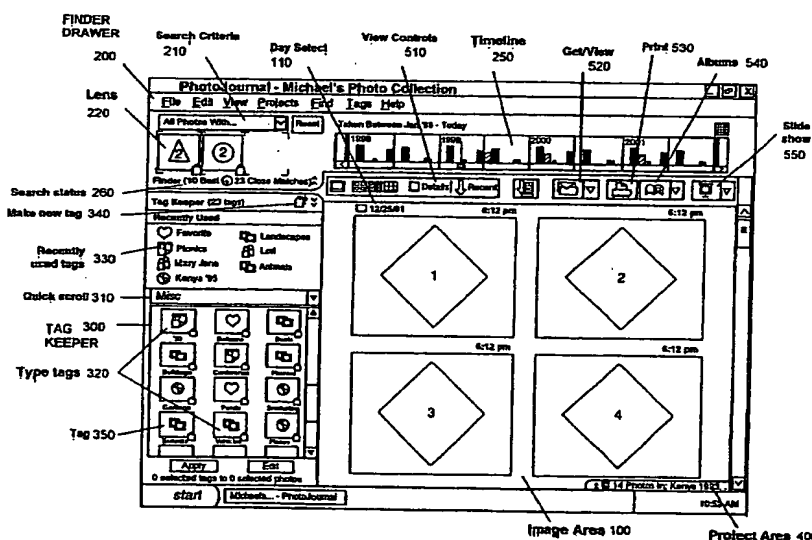 FINDER
DRAWER
200
Search Criteria
210
Day Select
110
View Controls
510
Timeline
250
Get/View
520
Print 530
Albums 540
Slide
show
550
Lens
220
PhotoJournal - Michael's Photo Collection
File Edit View Projects Find Tags Help
All Photos With... Reset
Taken Between Jan '98 - Today
1998 1999 2000 2001
2 2
Search status 260
Finder (10 Best 23 Close Matches)
Details Recent
Make new tag 340
Tag Keeper (23 tags)
12/25/01 6:12 pm 6:12 pm
Recently Used
Recently
used tags 330
Favorite Landscapes
Picnics Lori
Mary Jane Animals
Kenya '95
1 2
Quick scroll 310
Misc
TAG 300
KEEPER
Type tags 320
Buildings
6:12 pm 6:12 pm
3 4
Tag 350
Apply Edit
0 selected tags to 0 selected photos
14 Photos in: Kenya 1995
start Michaels... - PhotoJournal 10:53 AM
Image Area 100
Project Area 40